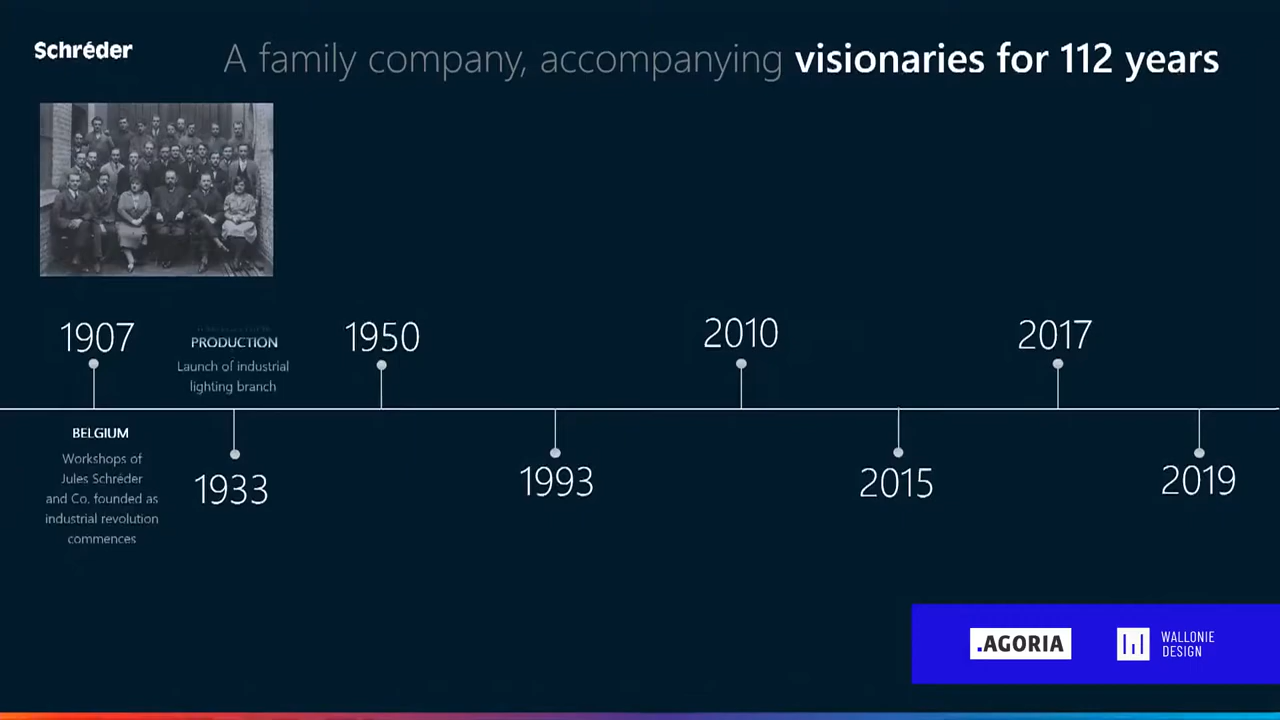 Schréder
A family company, accompanying visionaries for 112 years
1907
PRODUCTION
Launch of industrial
lighting branch
1950
2010
2017
BELGIUM
Workshops of
Jules Schréder
and Co. founded as
industrial revolution
commences
1933
1993
2015
2019
.AGORIA
WALLONIE
DESIGN